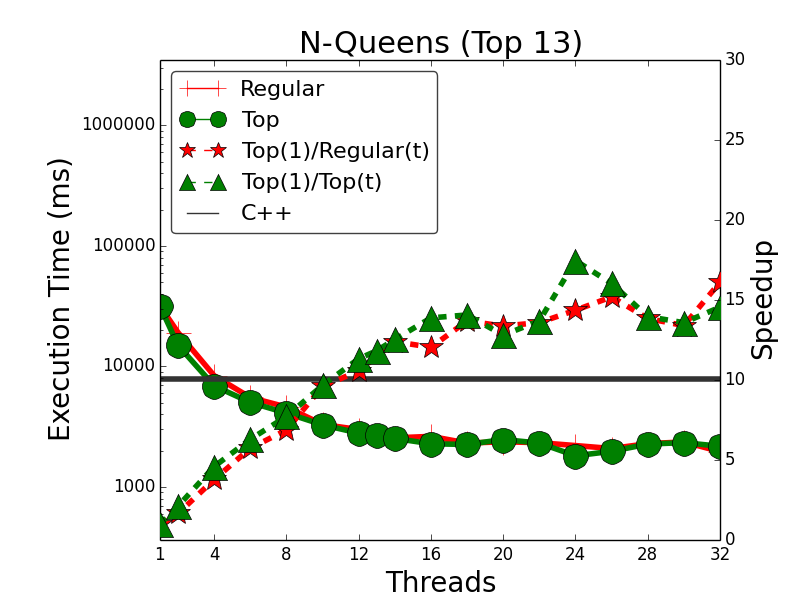 N-Queens (Top 13)
Regular
Top
Top(1)/Regular(t)
Top(1)/Top(t)
C++
Execution Time (ms)
1000000
100000
10000
1000
30
25
20
15
10
5
0
Speedup
1 4 8 12 16 20 24 28 32
Threads